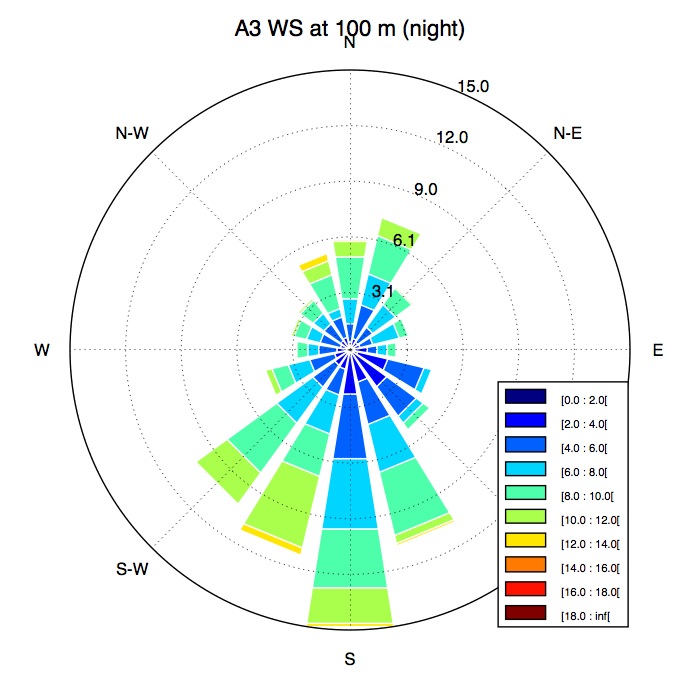 A3 WS at 100 m (night)
N
15.0
N-W
N-E
12.0
9.0
6.1
3.1
W
E
[0.0 : 2.0[
[2.0 : 4.0[
[4.0 : 6.0[
[6.0 : 8.0[
[8.0 : 10.0[
[10.0 : 12.0[
[12.0 : 14.0[
[14.0 : 16.0[
[16.0 : 18.0[
[18.0 : inf[
S-W
S